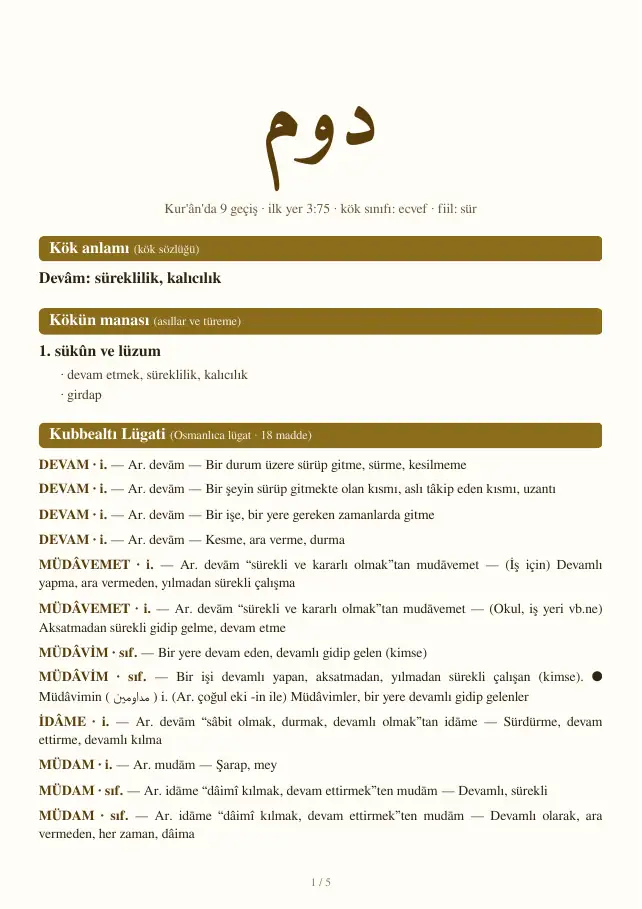 دوم
Kur'ân'da 9 geçiş · ilk yer 3:75 · kök sınıfı: ecvef · fiil: sür
Kök anlamı (kök sözlüğü)
Devâm: süreklilik, kalıcılık
Kökün manası (asıllar ve türeme)
1. sükûn ve lüzum
· devam etmek, süreklilik, kalıcılık
· girdap
Kubbealtı Lügati (Osmanlıca lügat · 18 madde)
DEVAM · i. — Ar. devām — Bir durum üzere sürüp gitme, sürme, kesilmeme
DEVAM · i. — Ar. devām — Bir şeyin sürüp gitmekte olan kısmı, aslı tâkip eden kısmı, uzantı
DEVAM · i. — Ar. devām — Bir işe, bir yere gereken zamanlarda gitme
DEVAM · i. — Ar. devām — Kesme, ara verme, durma
MÜDÂVEMET · i. — Ar. devām “sürekli ve kararlı olmak”tan mudāvemet — (İş için) Devamlı
yapma, ara vermeden, yılmadan sürekli çalışma
MÜDÂVEMET · i. — Ar. devām “sürekli ve kararlı olmak”tan mudāvemet — (Okul, iş yeri vb.ne)
Aksatmadan sürekli gidip gelme, devam etme
MÜDÂVİM · sıf. — Bir yere devam eden, devamlı gidip gelen (kimse)
MÜDÂVİM · sıf. — Bir işi devamlı yapan, aksatmadan, yılmadan sürekli çalışan (kimse). ●
Müdâvimin ( مداومين ) i. (Ar. çoğul eki -in ile) Müdâvimler, bir yere devamlı gidip gelenler
İDÂME · i. — Ar. devām “sâbit olmak, durmak, devamlı olmak”tan idāme — Sürdürme, devam
ettirme, devamlı kılma
MÜDAM · i. — Ar. mudām — Şarap, mey
MÜDAM · sıf. — Ar. idāme “dâimî kılmak, devam ettirmek”ten mudām — Devamlı, sürekli
MÜDAM · sıf. — Ar. idāme “dâimî kılmak, devam ettirmek”ten mudām — Devamlı olarak, ara
vermeden, her zaman, dâima
1 / 5